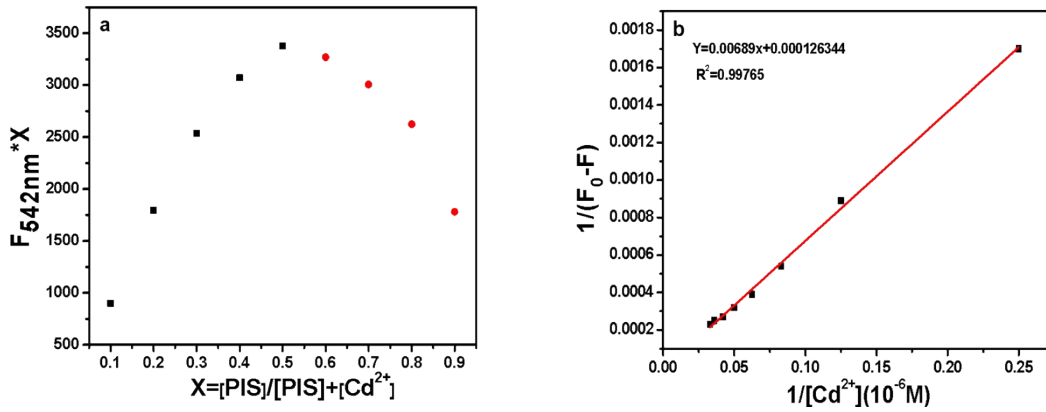 a
3500
3000
2500
2000
1500
1000
500
F542nm*X
0.1 0.2 0.3 0.4 0.5 0.6 0.7 0.8 0.9
X=[PIS]/[PIS]+[Cd2+]
b
Y=0.00689x+0.000126344
R2=0.99765
0.0018
0.0016
0.0014
0.0012
0.0010
0.0008
0.0006
0.0004
0.0002
1/(F0-F)
0.00 0.05 0.10 0.15 0.20 0.25
1/[Cd2+](10-6M)